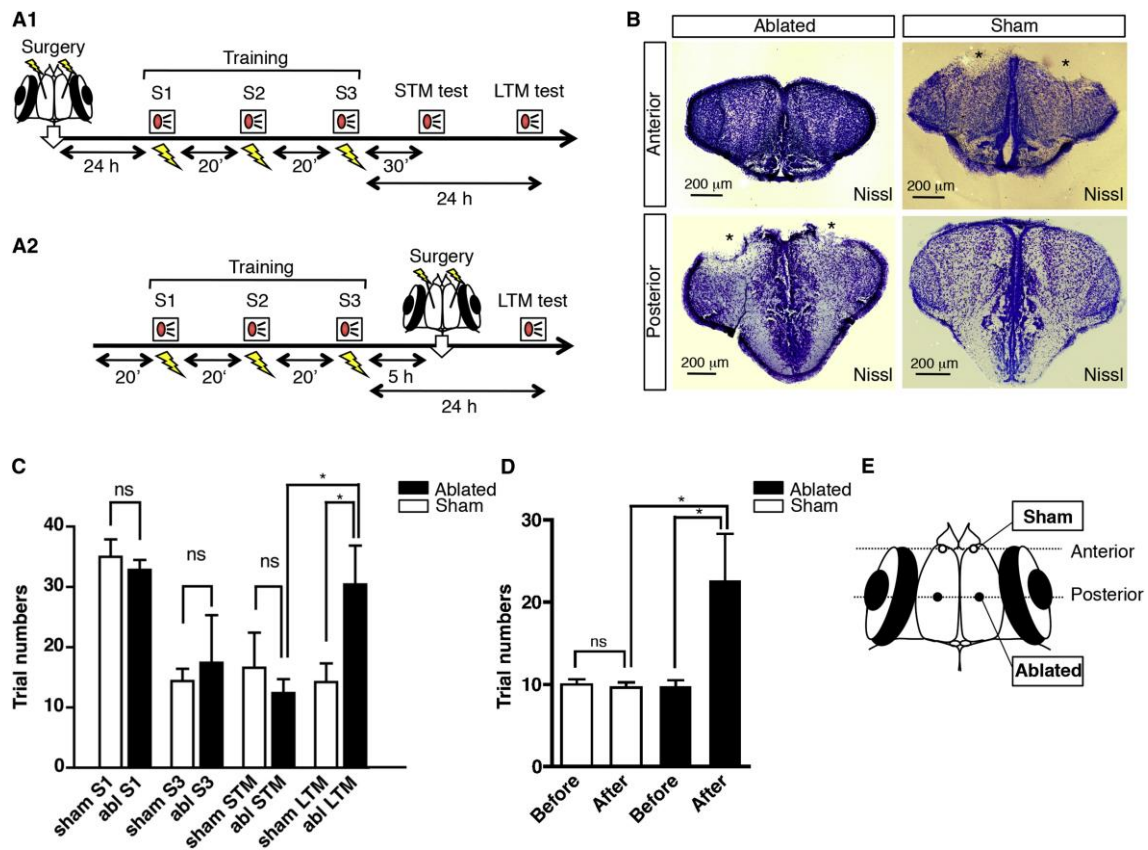 A1
Surgery
Training
S1 S2 S3 STM test LTM test
24 h 20' 20' 30'
24 h
A2
Training Surgery
S1 S2 S3 LTM test
20' 20' 20' 5 h
24 h
B
Ablated Sham
Anterior
* * 
200 μm Nissl 200 μm Nissl
Posterior
* *
200 μm Nissl 200 μm Nissl
C
Ablated
Sham
* 
ns *
ns
ns
Trial numbers
40
30
20
10
0
sham S1 abl S1 sham S3 abl S3 sham STM abl STM sham LTM abl LTM
D
Ablated
Sham
*
*
ns
Trial numbers
30
20
10
0
Before After Before After
E
Sham
Anterior
Posterior
Ablated